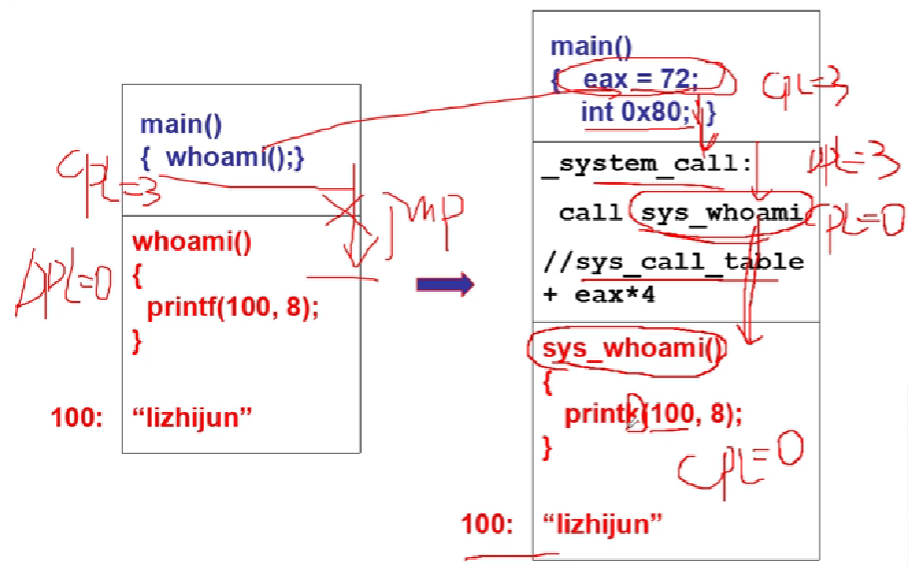 main()
{ whoami();}
CPL=3
jmp
DPL=0
whoami()
{
printf(100, 8);
}
100: “lizhijun”
main()
{ eax = 72;
int 0x80; }
CPL=3
_system_call:
DPL=3
call sys_whoami
CPL=0
//sys_call_table
+ eax*4
sys_whoami()
{
printk(100, 8);
}
CPL=0
100: “lizhijun”